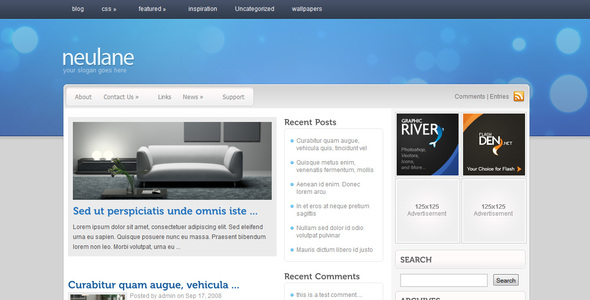 blog css » featured » inspiration Uncategorized wallpapers
neulane
your slogan goes here
About Contact Us » Links News » Support
Comments | Entries
Sed ut perspiciatis unde omnis iste ...
Lorem ipsum dolor sit amet, consectetuer adipiscing elit. Sed eleifend
urna eu sapien. Quisque posuere nunc eu massa. Praesent bibendum
lorem non leo. Morbi volutpat, urna eu ...
Curabitur quam augue, vehicula ...
Posted by admin on Sep 17, 2008
Recent Posts
Curabitur quam augue,
vehicula quis, tincidunt vel
Quisque metus enim,
venenatis fermentum, mollis
Aenean id enim. Donec
lorem arcu
In et eros at neque pretium
sagittis
Nullam sed dolor id odio
volutpat pulvinar
Mauris dictum libero id justo
Recent Comments
this is a test comment...
GRAPHIC
RIVER
Photoshop,
Vectors,
Icons,
and More...
FLASH
DEN.NET
Your Choice for Flash
125x125
Advertisement
125x125
Advertisement
SEARCH
Search
ARCHIVES